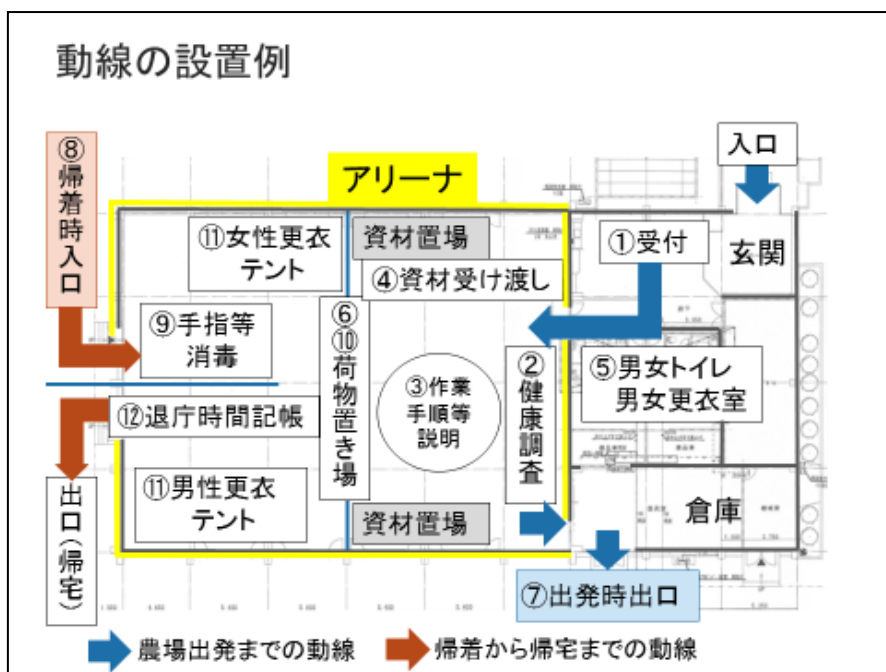 動線の設置例
⑧帰着時入口
アリーナ
入口
⑪女性更衣
テント
資材置場
①受付
玄関
④資材受け渡し
⑨手指等
消毒
⑥
⑩荷物置き場
③作業
手順等
説明
②健康調査
⑤男女トイレ
男女更衣室
⑫退庁時間記帳
⑪男性更衣
テント
資材置場
倉庫
出口(帰宅)
⑦出発時出口
農場出発までの動線
帰着から帰宅までの動線